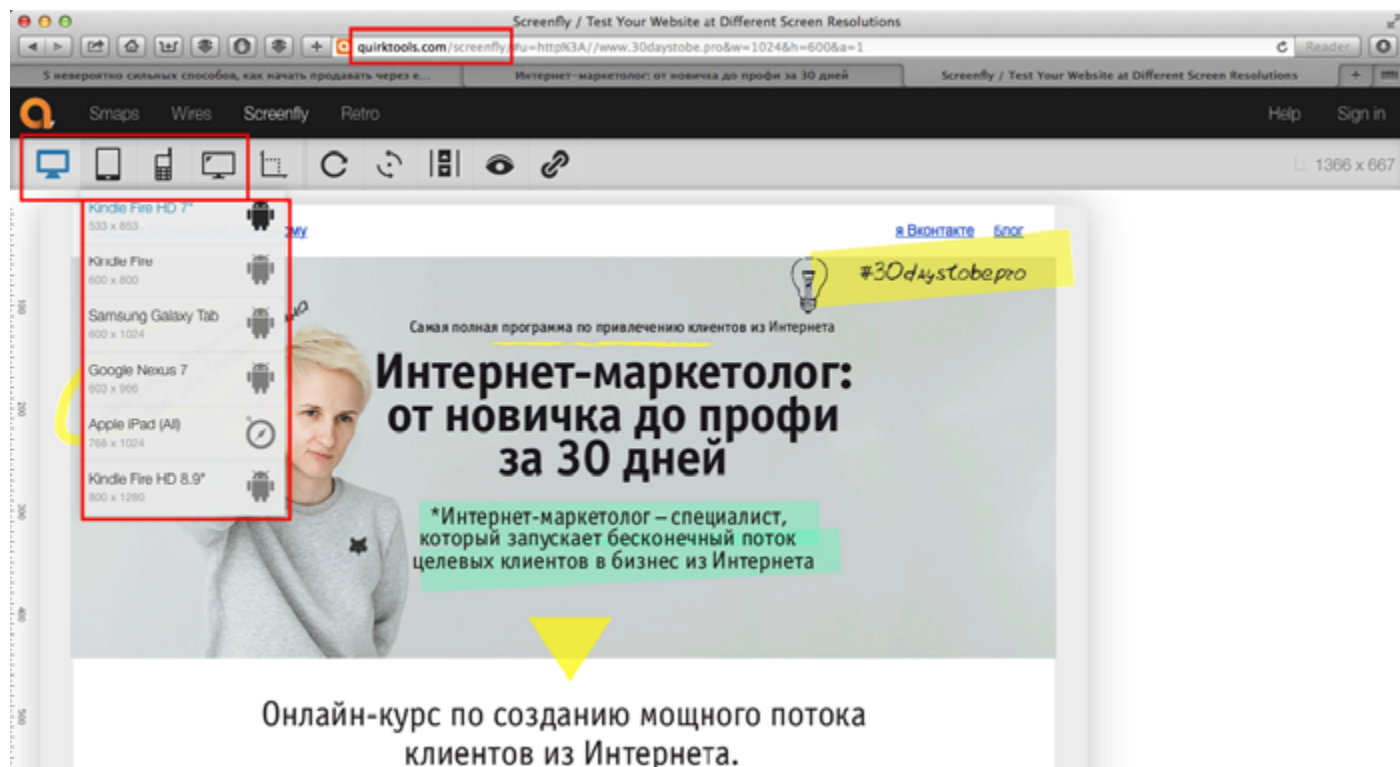 Screenfly / Test Your Website at Different Screen Resolutions
quirktools.com/screenfly/#u=http%3A//www.30daystobe.pro&w=1024&h=600&a=1
Reader
5 невероятно сильных способов, как начать продавать через е...
Интернет-маркетолог: от новичка до профи за 30 дней
Screenfly / Test Your Website at Different Screen Resolutions
Smaps Wires Screenfly Retro Help Sign in
1366 x 667
Kindle Fire HD 7"
533 x 853
Kindle Fire
600 x 800
Samsung Galaxy Tab
600 x 1024
Google Nexus 7
603 x 966
Apple iPad (All)
768 x 1024
Kindle Fire HD 8.9"
800 x 1280
я Вконтакте блог
#30daystobepro
Самая полная программа по привлечению клиентов из Интернета
Интернет-маркетолог:
от новичка до профи
за 30 дней
*Интернет-маркетолог – специалист,
который запускает бесконечный поток
целевых клиентов в бизнес из Интернета
Онлайн-курс по созданию мощного потока
клиентов из Интернета.
100
200
300
400
500